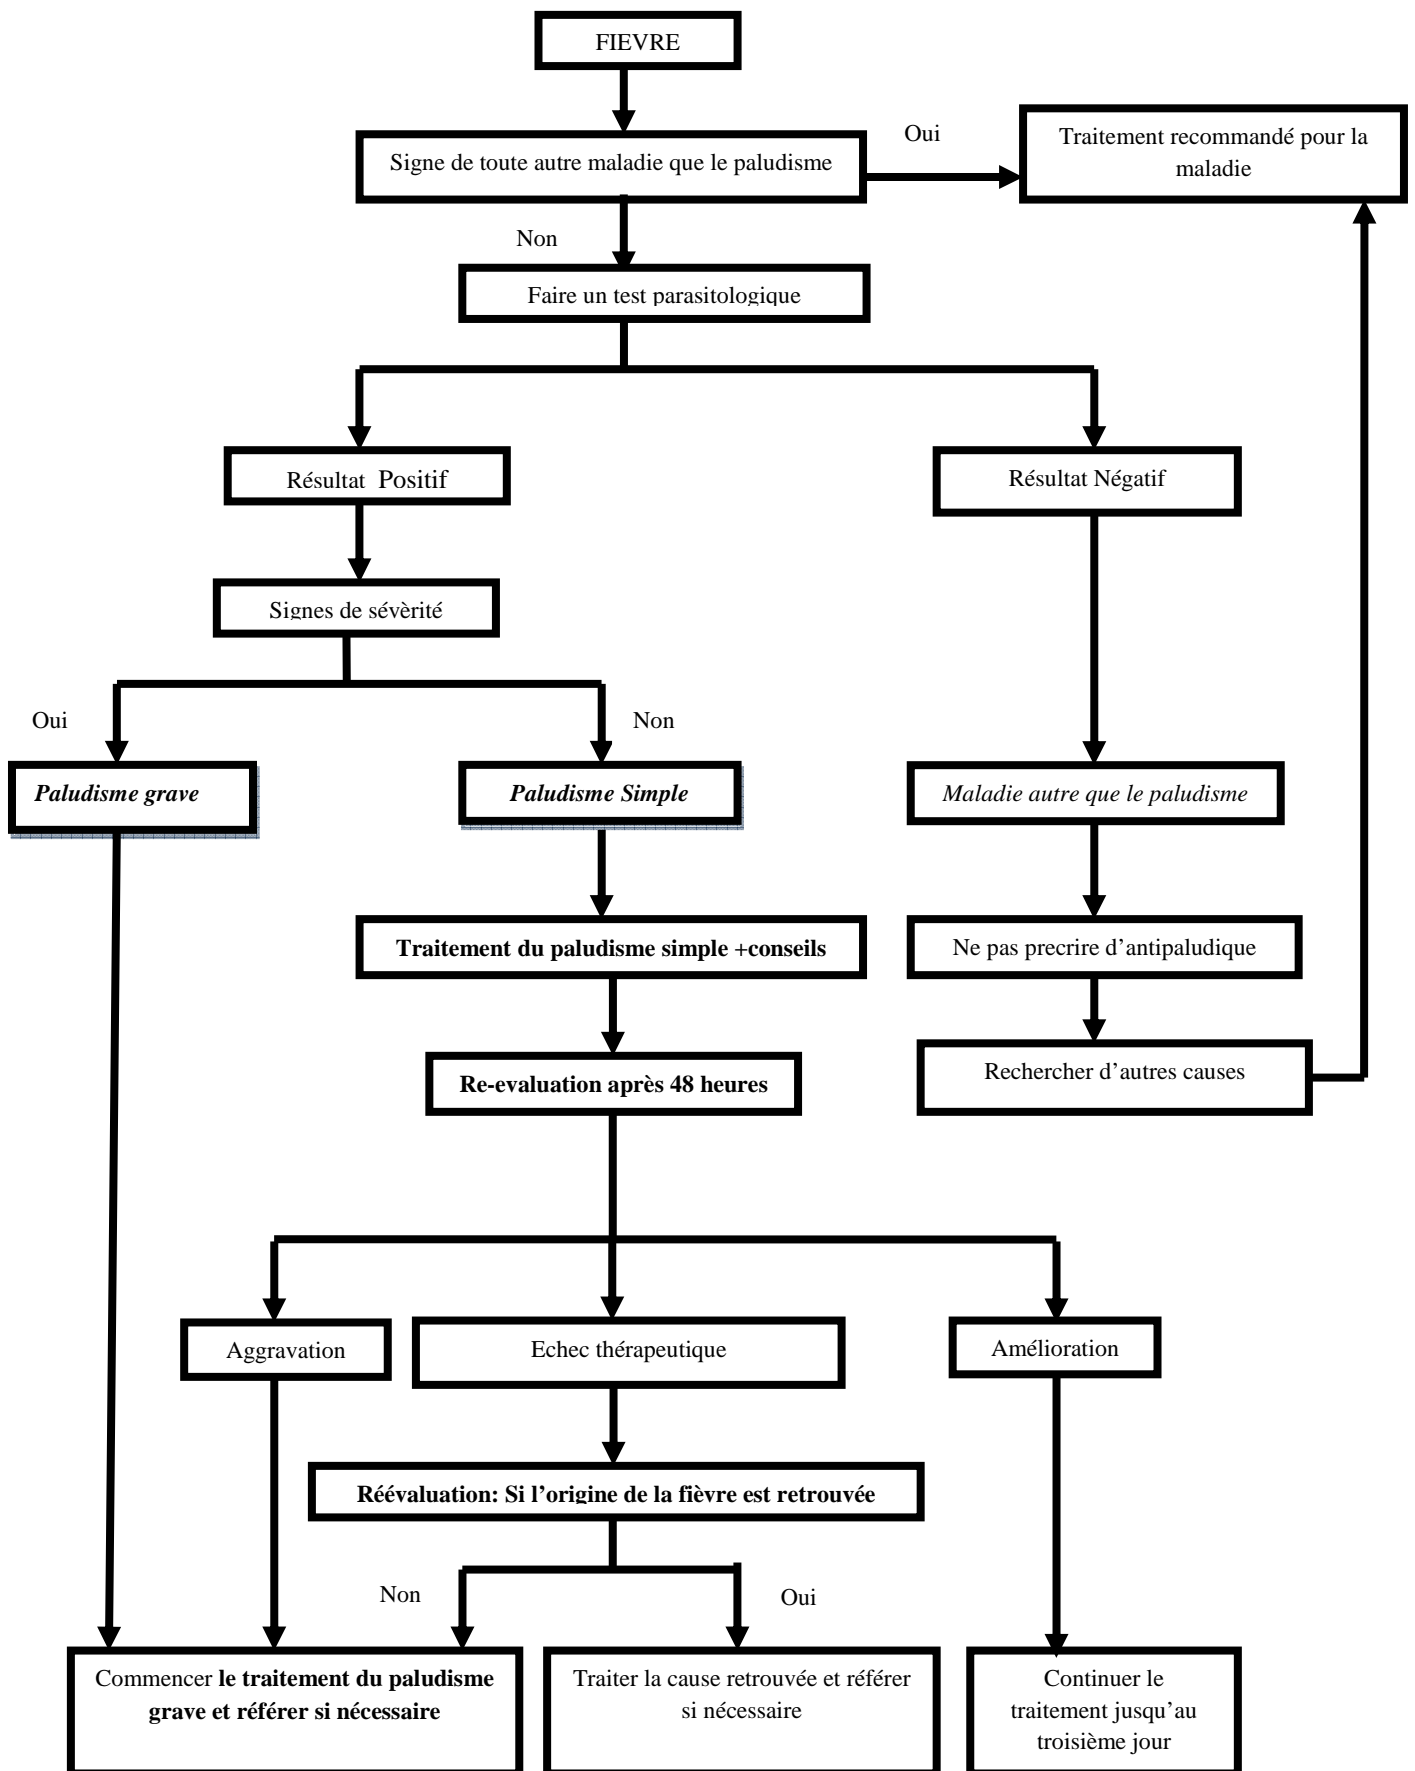 FIEVRE
Signe de toute autre maladie que le paludisme
Oui
Traitement recommandé pour la
maladie
Non
Faire un test parasitologique
Résultat Positif
Résultat Négatif
Signes de sévèrité
Oui
Non
Paludisme grave
Paludisme Simple
Maladie autre que le paludisme
Traitement du paludisme simple +conseils
Ne pas precrire d’antipaludique
Re-evaluation après 48 heures
Rechercher d’autres causes
Aggravation
Echec thérapeutique
Amélioration
Réévaluation: Si l’origine de la fièvre est retrouvée
Non
Oui
Commencer le traitement du paludisme
grave et référer si nécessaire
Traiter la cause retrouvée et référer
si nécessaire
Continuer le
traitement jusqu’au
troisième jour